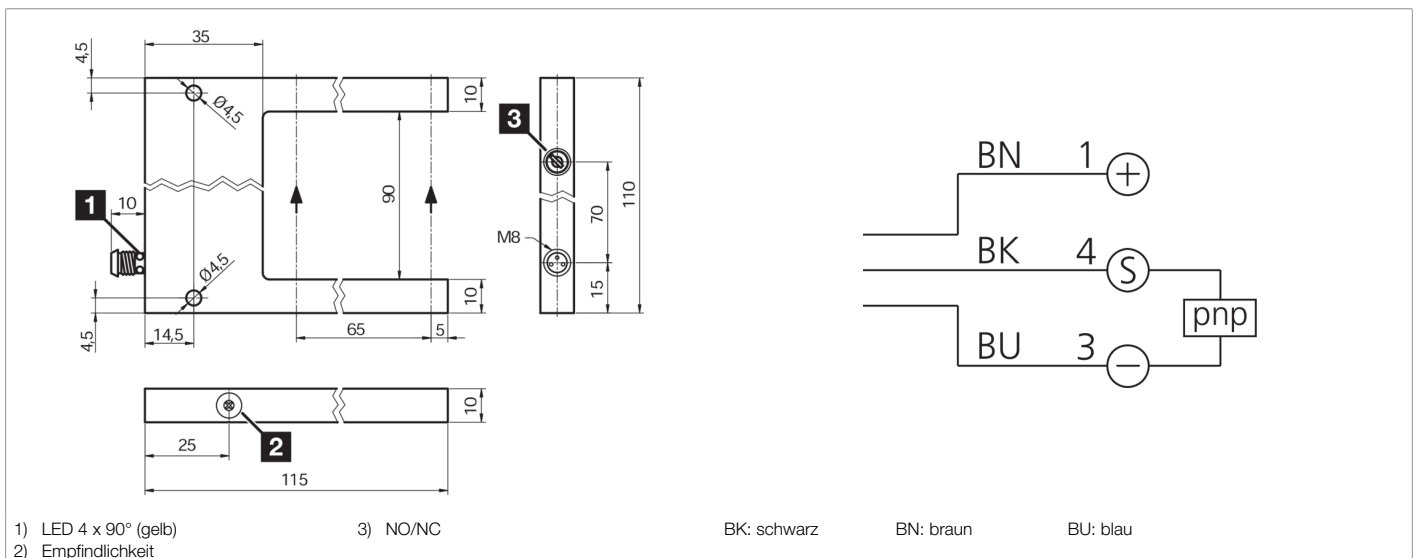 35
4,5
Ø4,5
10
3
90
70
110
1
10
M8
Ø4,5
15
10
4,5
14,5
65
5
10
25
2
115
BN 1 +
BK 4 S
pnp
BU 3 −
1) LED 4 x 90° (gelb)
3) NO/NC
BK: schwarz
BN: braun
BU: blau
2) Empfindlichkeit